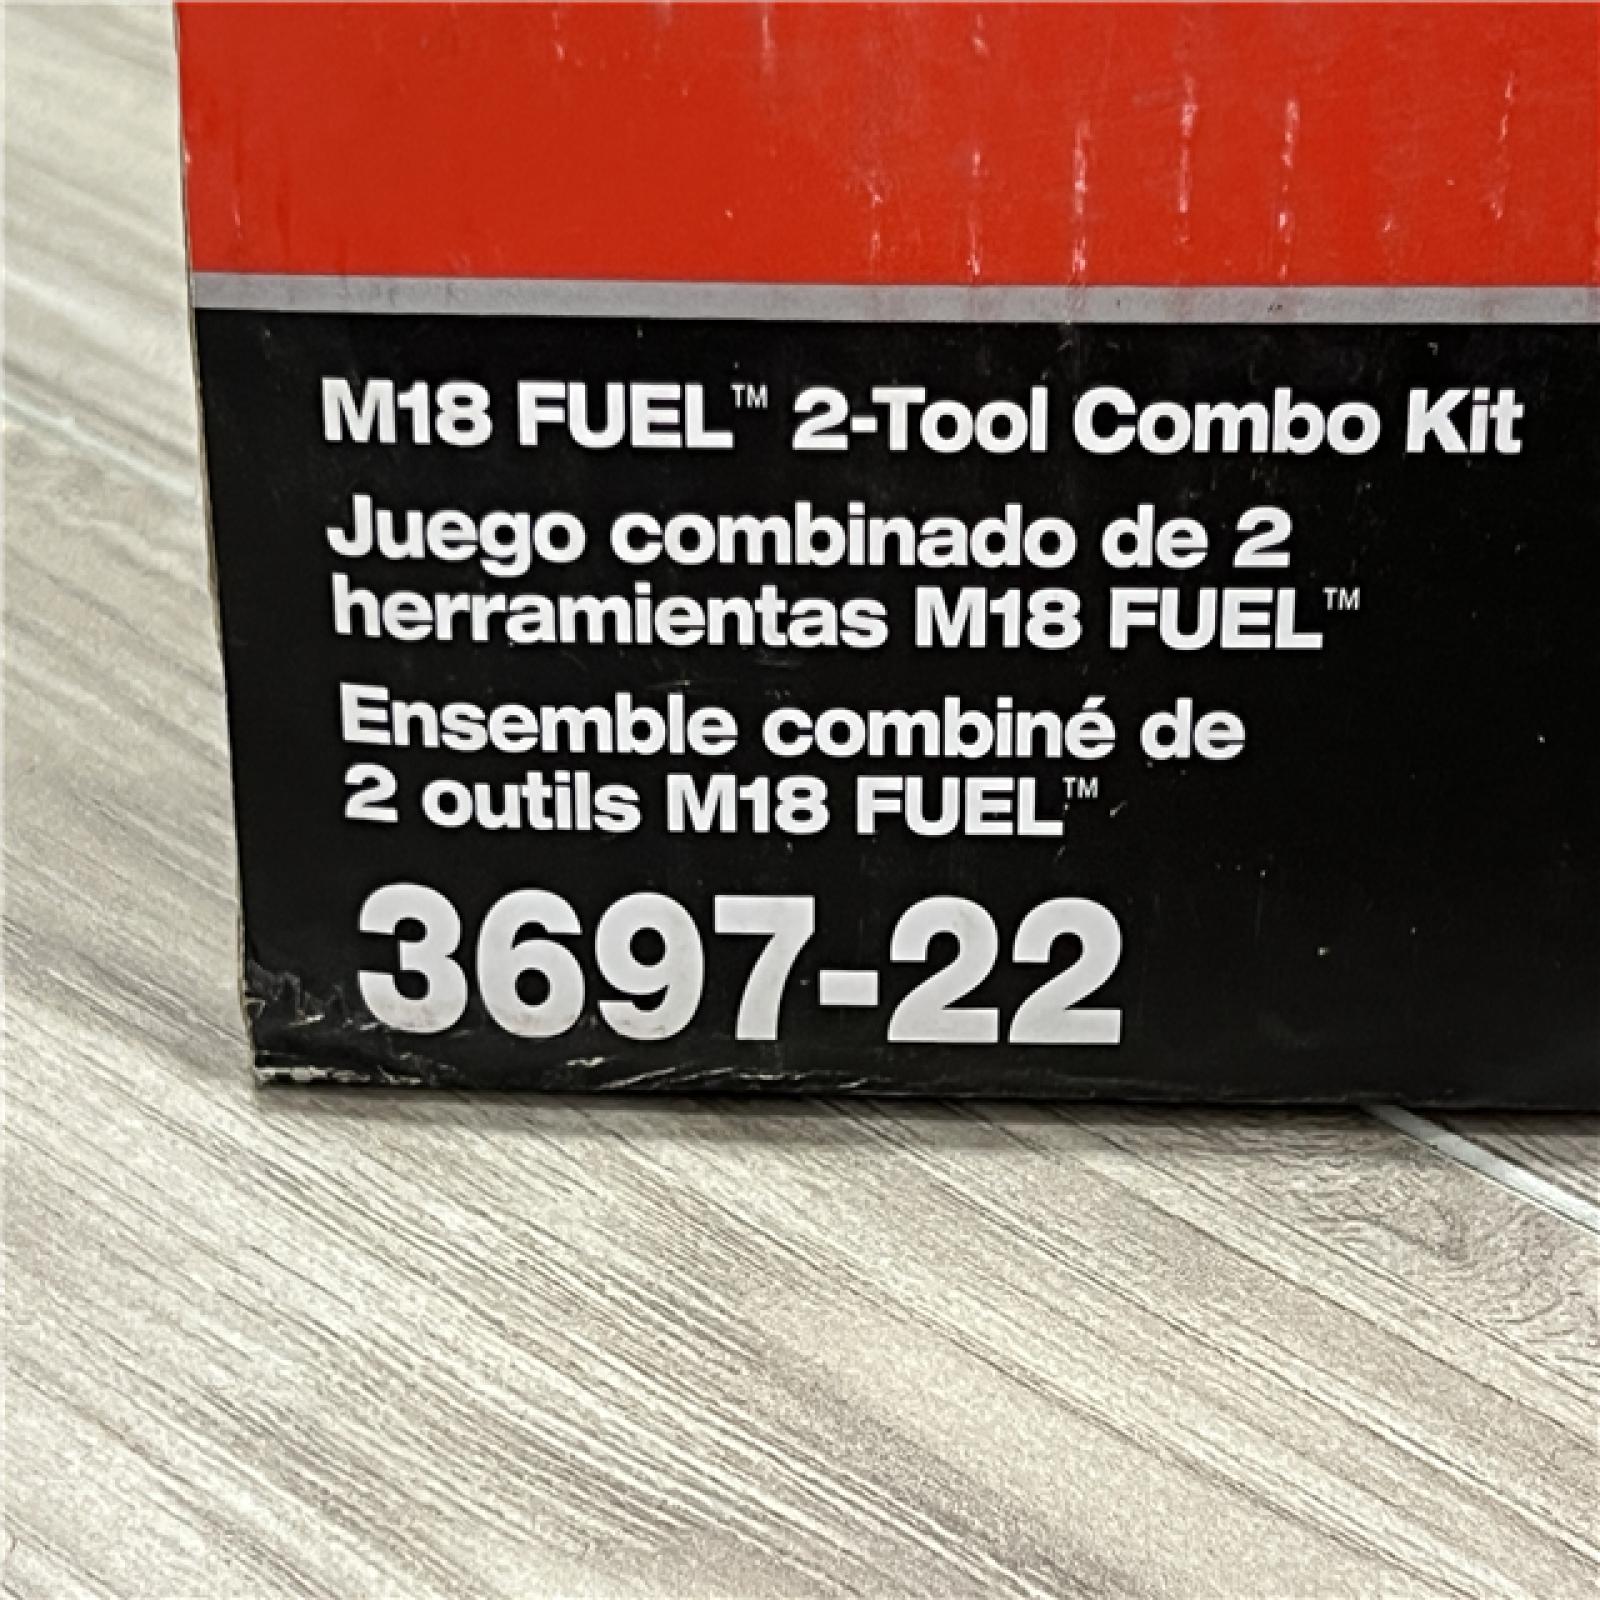 M18 FUEL™ 2-Tool Combo Kit
Juego combinado de 2
herramientas M18 FUEL™
Ensemble combiné de
2 outils M18 FUEL™
3697-22